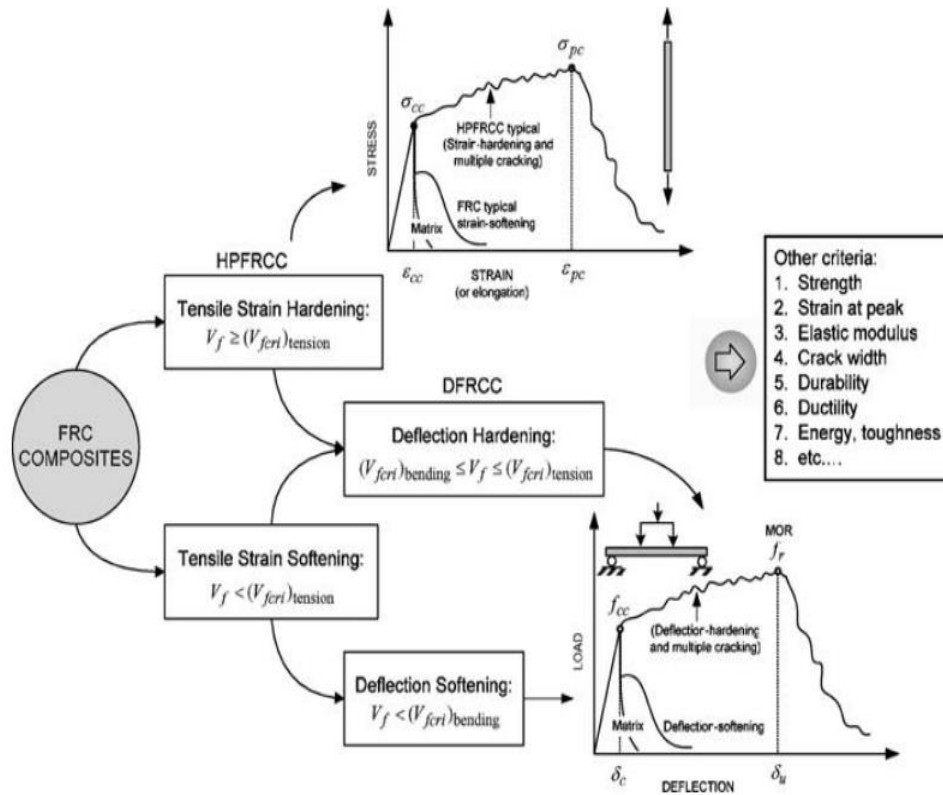 σcc
σpc
STRESS
HPFRCC typical
(Strair-hardening and
multiple cracking)
FRC typical
strain-softening
Matrix
εcc
STRAIN
(or elongation)
εpc
HPFRCC
Tensile Strain Hardening:
Vf ≥ (Vfcri)tension
FRC
COMPOSITES
DFRCC
Deflection Hardening:
(Vfcri)bending ≤ Vf ≤ (Vfcri)tension
Tensile Strain Softening:
Vf < (Vfcri)tension
Deflection Softening:
Vf < (Vfcri)bending
Other criteria:
1. Strength
2. Strain at peak
3. Elastic modulus
4. Crack width
5. Durability
6. Ductility
7. Energy, toughness
8. etc....
MOR
fr
fcc
LOAD
(Deflectior-hardening
and multiple cracking)
Matrix
Deflectior-softening
δc
DEFLECTION
δu